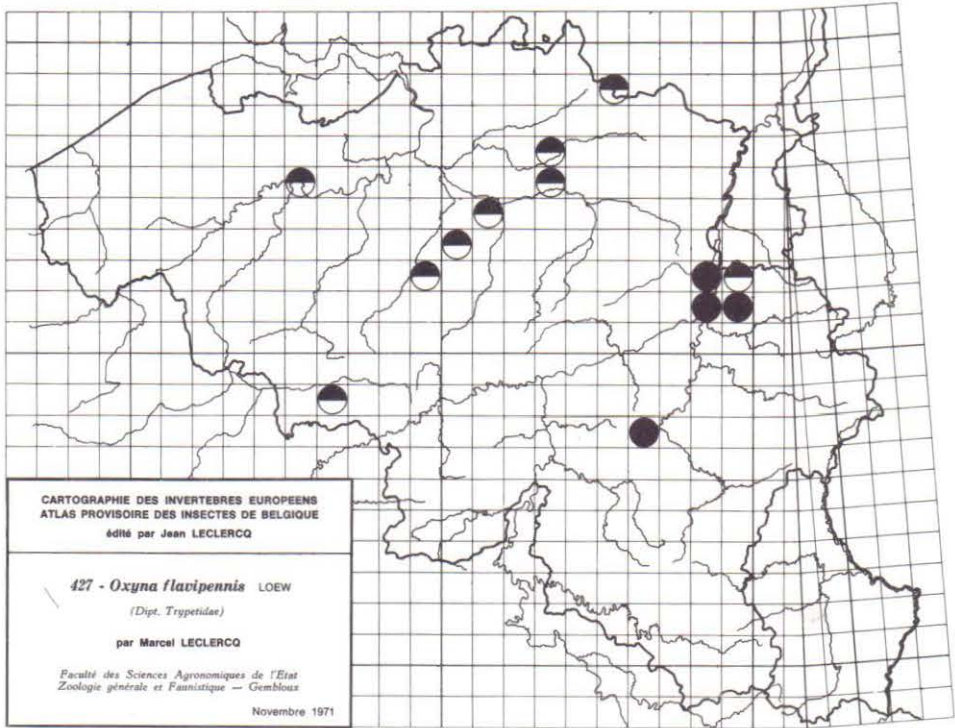 CARTOGRAPHIE DES INVERTEBRES EUROPEENS
ATLAS PROVISOIRE DES INSECTES DE BELGIQUE
édité par Jean LECLERCQ
427 - Oxyna flavipennis LOEW
(Dipt. Trypetidae)
par Marcel LECLERCQ
Faculté des Sciences Agronomiques de l'Etat
Zoologie générale et Faunistique — Gembloux
Novembre 1971